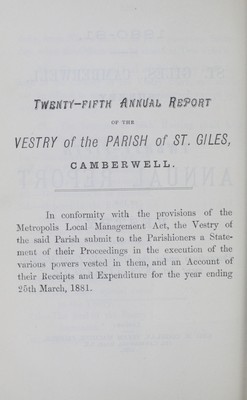 TWENTY-FIFTH ANNUAL REPORT
OF THE
VESTRY of the PARISH of ST. GILES,
CAMBERWELL.
In conformity with the provisions of the
Metropolis Local Management Act, the Vestry of
the said Parish submit to the Parishioners a State-
ment of their Proceedings in the execution of the
various powers vested in them, and an Account of
their Receipts and Expenditure for the year ending
25th March, 1881.